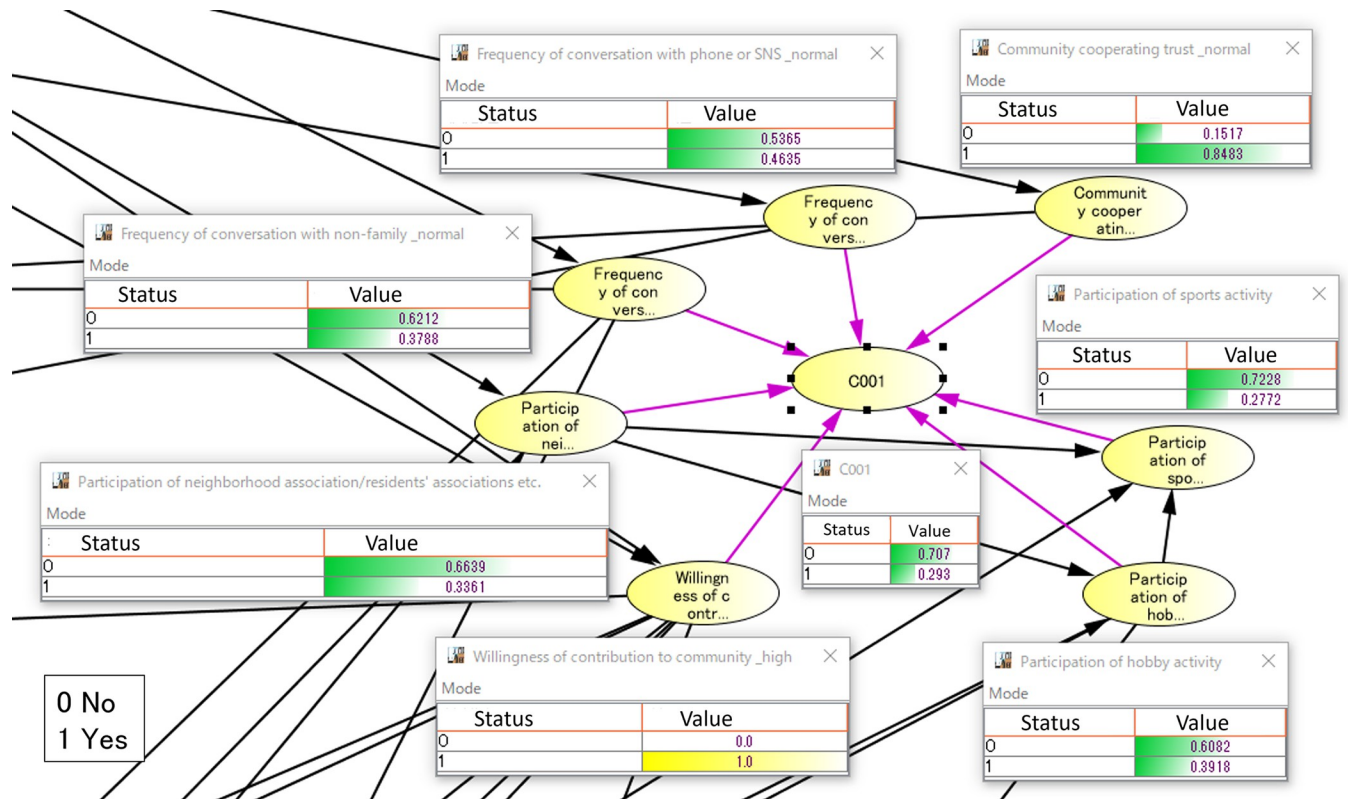 Frequency of conversation with phone or SNS _normal
Mode
Status Value
0 0.5365
1 0.4635
Community cooperating trust _normal
Mode
Status Value
0 0.1517
1 0.8483
Frequenc
y of con
vers...
Communit
y cooper
atin...
Frequency of conversation with non-family _normal
Mode
Status Value
0 0.6212
1 0.3788
Frequenc
y of con
vers...
Participation of sports activity
Mode
Status Value
0 0.7228
1 0.2772
C001
Particip
ation of
nei...
Particip
ation of
spo...
Participation of neighborhood association/residents' associations etc.
Mode
Status Value
0 0.6639
1 0.3361
C001
Mode
Status Value
0 0.707
1 0.293
Willingn
ess of c
ontr...
Particip
ation of
hob...
Willingness of contribution to community _high
Mode
Status Value
0 0.0
1 1.0
Participation of hobby activity
Mode
Status Value
0 0.6082
1 0.3918
0 No
1 Yes